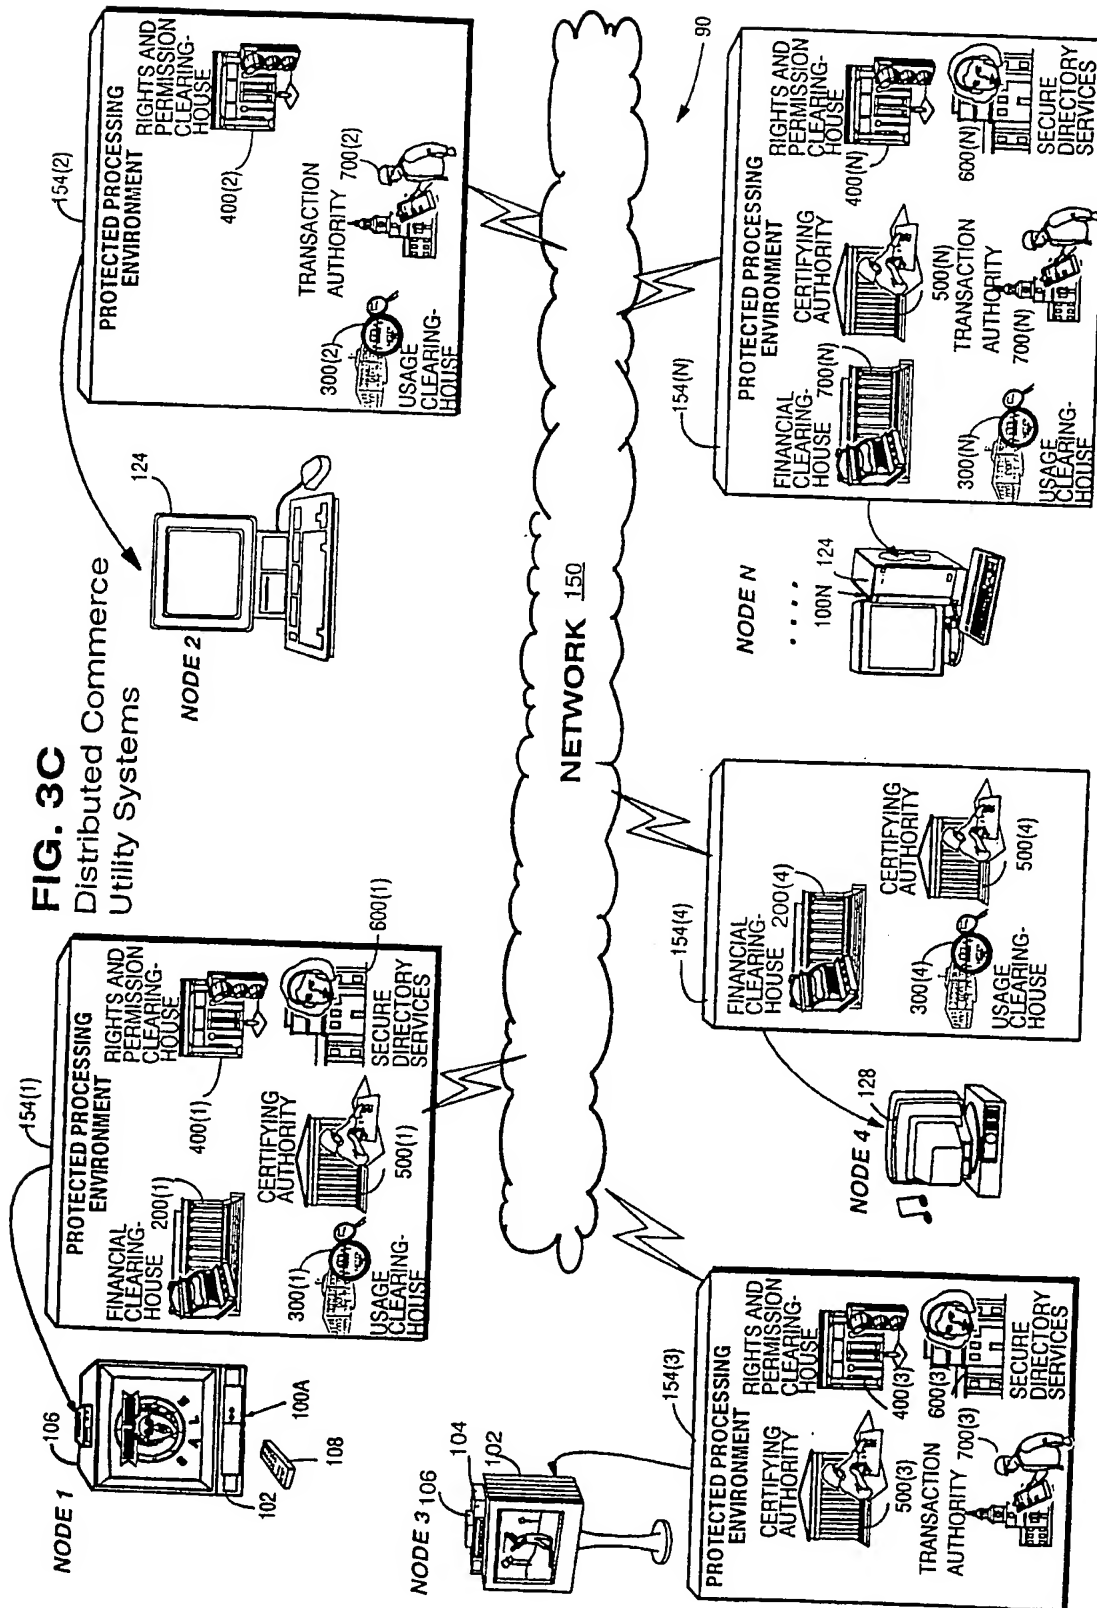 FIG. 3C
Distributed Commerce
Utility Systems
NODE 1
106
102
100A
108
154(1)
PROTECTED PROCESSING
ENVIRONMENT
FINANCIAL
CLEARING-
HOUSE 200(1)
RIGHTS AND
PERMISSION
CLEARING-
HOUSE
400(1)
300(1)
USAGE
CLEARING-
HOUSE
CERTIFYING
AUTHORITY
500(1)
600(1)
SECURE
DIRECTORY
SERVICES
NODE 2
124
154(2)
PROTECTED PROCESSING
ENVIRONMENT
RIGHTS AND
PERMISSION
CLEARING-
HOUSE
400(2)
300(2)
USAGE
CLEARING-
HOUSE
TRANSACTION
AUTHORITY 700(2)
NETWORK 150
90
NODE 3 106
104
102
154(3)
PROTECTED PROCESSING
ENVIRONMENT
CERTIFYING
AUTHORITY
500(3)
RIGHTS AND
PERMISSION
CLEARING-
HOUSE
400(3)
TRANSACTION
AUTHORITY 700(3)
600(3)
SECURE
DIRECTORY
SERVICES
NODE 4
128
154(4)
FINANCIAL
CLEARING-
HOUSE 200(4)
300(4)
USAGE
CLEARING-
HOUSE
CERTIFYING
AUTHORITY
500(4)
NODE N
....
100N 124
154(N)
PROTECTED PROCESSING
ENVIRONMENT
FINANCIAL
CLEARING-
HOUSE 700(N)
CERTIFYING
AUTHORITY
500(N)
RIGHTS AND
PERMISSION
CLEARING-
HOUSE
400(N)
300(N)
USAGE
CLEARING-
HOUSE
TRANSACTION
AUTHORITY
700(N)
600(N)
SECURE
DIRECTORY
SERVICES